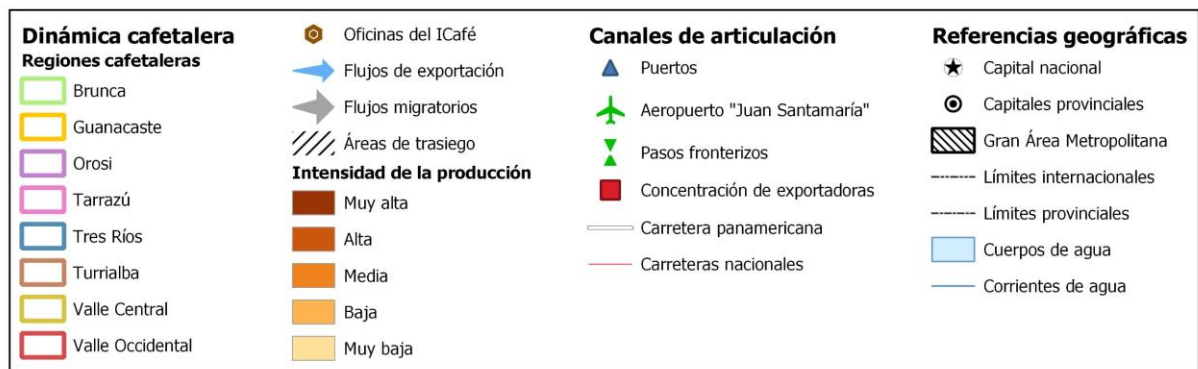 Dinámica cafetalera
Regiones cafetaleras
Brunca
Guanacaste
Orosi
Tarrazú
Tres Ríos
Turrialba
Valle Central
Valle Occidental
Oficinas del ICafé
Flujos de exportación
Flujos migratorios
Áreas de trasiego
Intensidad de la producción
Muy alta
Alta
Media
Baja
Muy baja
Canales de articulación
Puertos
Aeropuerto "Juan Santamaría"
Pasos fronterizos
Concentración de exportadoras
Carretera panamericana
Carreteras nacionales
Referencias geográficas
Capital nacional
Capitales provinciales
Gran Área Metropolitana
Límites internacionales
Límites provinciales
Cuerpos de agua
Corrientes de agua